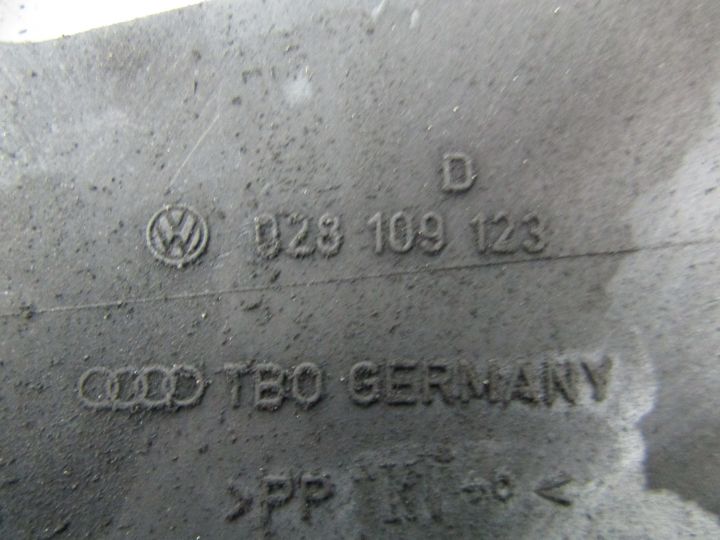 D
028 109 123
TBO GERMANY
>PP
<